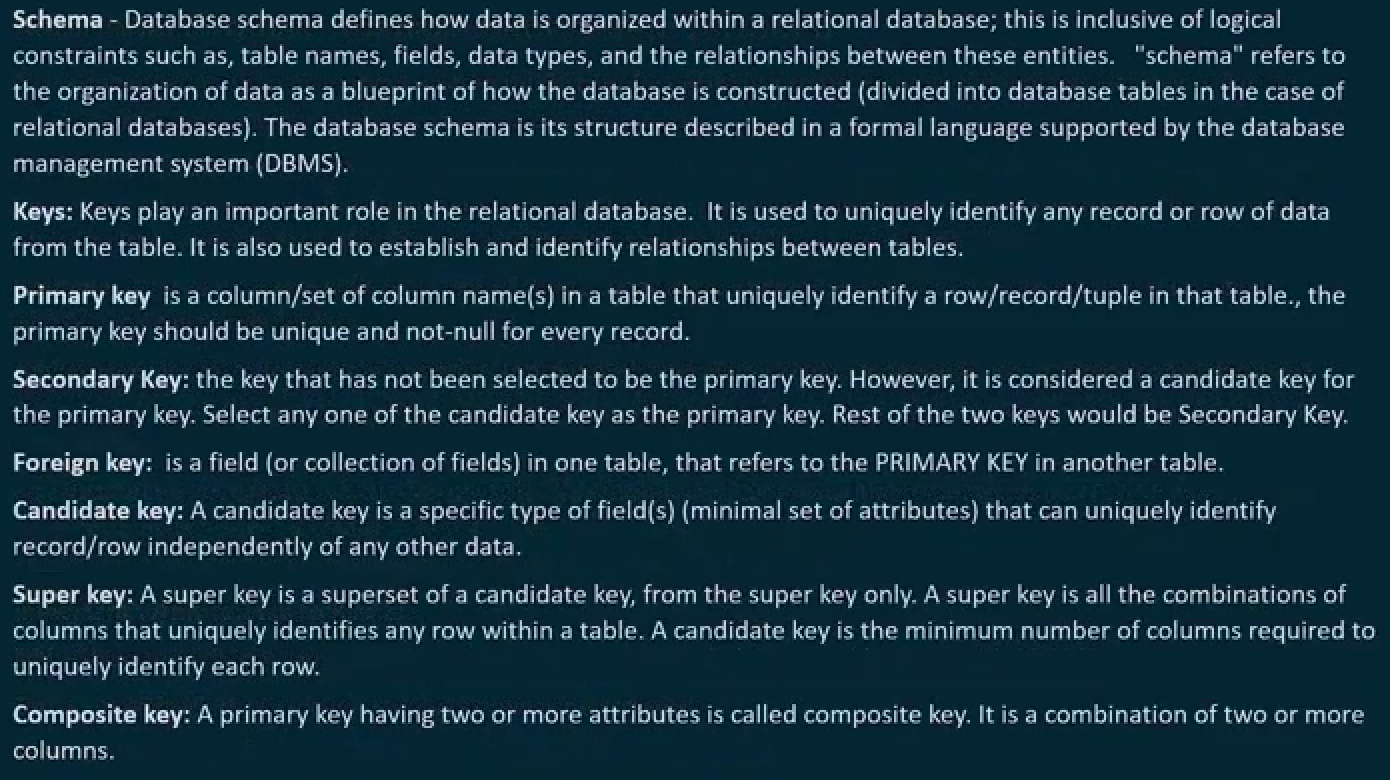 Schema - Database schema defines how data is organized within a relational database; this is inclusive of logical
constraints such as, table names, fields, data types, and the relationships between these entities.   "schema" refers to
the organization of data as a blueprint of how the database is constructed (divided into database tables in the case of
relational databases). The database schema is its structure described in a formal language supported by the database
management system (DBMS).
Keys: Keys play an important role in the relational database.  It is used to uniquely identify any record or row of data
from the table. It is also used to establish and identify relationships between tables.
Primary key  is a column/set of column name(s) in a table that uniquely identify a row/record/tuple in that table., the
primary key should be unique and not-null for every record.
Secondary Key: the key that has not been selected to be the primary key. However, it is considered a candidate key for
the primary key. Select any one of the candidate key as the primary key. Rest of the two keys would be Secondary Key.
Foreign key:  is a field (or collection of fields) in one table, that refers to the PRIMARY KEY in another table.
Candidate key: A candidate key is a specific type of field(s) (minimal set of attributes) that can uniquely identify
record/row independently of any other data.
Super key: A super key is a superset of a candidate key, from the super key only. A super key is all the combinations of
columns that uniquely identifies any row within a table. A candidate key is the minimum number of columns required to
uniquely identify each row.
Composite key: A primary key having two or more attributes is called composite key. It is a combination of two or more
columns.